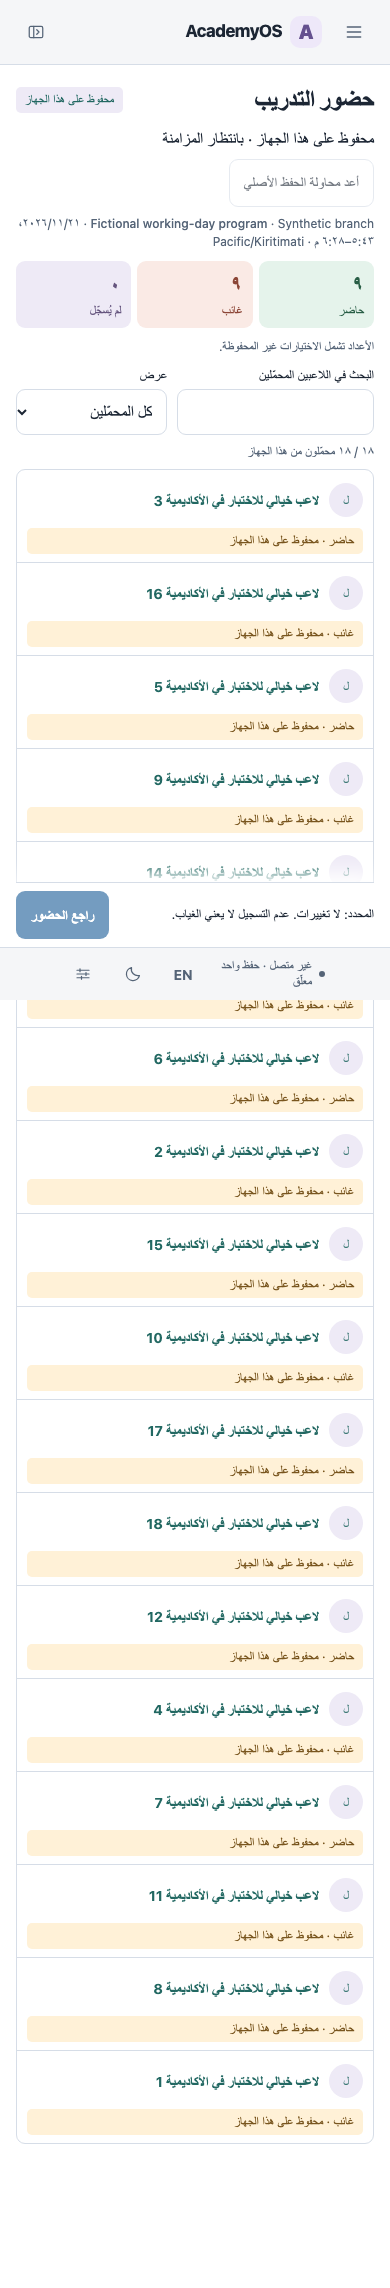 AcademyOS A
حضور التدريب
محفوظ على هذا الجهاز
محفوظ على هذا الجهاز · بانتظار المزامنة
أعد محاولة الحفظ الأصلي
Fictional working-day program · Synthetic branch · ٢٠٢٦/١١/٢١،
٥:٤٣–٦:٢٨ م · Pacific/Kiritimati
٩
حاضر
٩
غائب
٠
لم يُسجّل
الأعداد تشمل الاختيارات غير المحفوظة.
البحث في اللاعبين المحمّلين
عرض
كل المحمّلين
١٨ / ١٨ محمّلون من هذا الجهاز
ل
لاعب خيالي للاختبار في الأكاديمية 3
حاضر · محفوظ على هذا الجهاز
ل
لاعب خيالي للاختبار في الأكاديمية 16
غائب · محفوظ على هذا الجهاز
ل
لاعب خيالي للاختبار في الأكاديمية 5
حاضر · محفوظ على هذا الجهاز
ل
لاعب خيالي للاختبار في الأكاديمية 9
غائب · محفوظ على هذا الجهاز
ل
لاعب خيالي للاختبار في الأكاديمية 14
المحدد: لا تغييرات. عدم التسجيل لا يعني الغياب.
راجع الحضور
غير متصل · حفظ واحد
معلّق
EN
غائب · محفوظ على هذا الجهاز
ل
لاعب خيالي للاختبار في الأكاديمية 6
حاضر · محفوظ على هذا الجهاز
ل
لاعب خيالي للاختبار في الأكاديمية 2
غائب · محفوظ على هذا الجهاز
ل
لاعب خيالي للاختبار في الأكاديمية 15
حاضر · محفوظ على هذا الجهاز
ل
لاعب خيالي للاختبار في الأكاديمية 10
غائب · محفوظ على هذا الجهاز
ل
لاعب خيالي للاختبار في الأكاديمية 17
حاضر · محفوظ على هذا الجهاز
ل
لاعب خيالي للاختبار في الأكاديمية 18
غائب · محفوظ على هذا الجهاز
ل
لاعب خيالي للاختبار في الأكاديمية 12
حاضر · محفوظ على هذا الجهاز
ل
لاعب خيالي للاختبار في الأكاديمية 4
غائب · محفوظ على هذا الجهاز
ل
لاعب خيالي للاختبار في الأكاديمية 7
حاضر · محفوظ على هذا الجهاز
ل
لاعب خيالي للاختبار في الأكاديمية 11
غائب · محفوظ على هذا الجهاز
ل
لاعب خيالي للاختبار في الأكاديمية 8
حاضر · محفوظ على هذا الجهاز
ل
لاعب خيالي للاختبار في الأكاديمية 1
غائب · محفوظ على هذا الجهاز